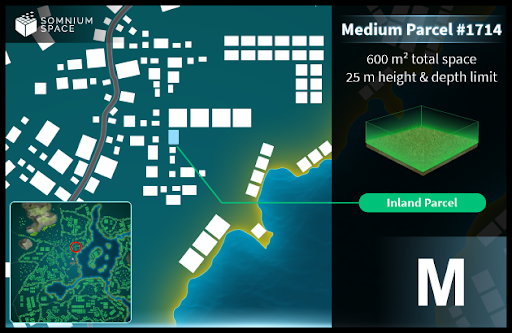 SOMNIUM
SPACE
Medium Parcel #1714
600 m² total space
25 m height & depth limit
Inland Parcel
M